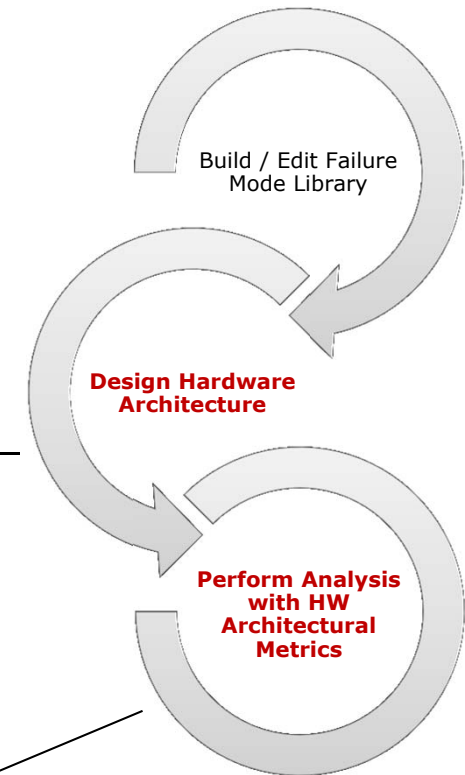 Build / Edit Failure
Mode Library
Design Hardware
Architecture
Perform Analysis
with HW
Architectural
Metrics